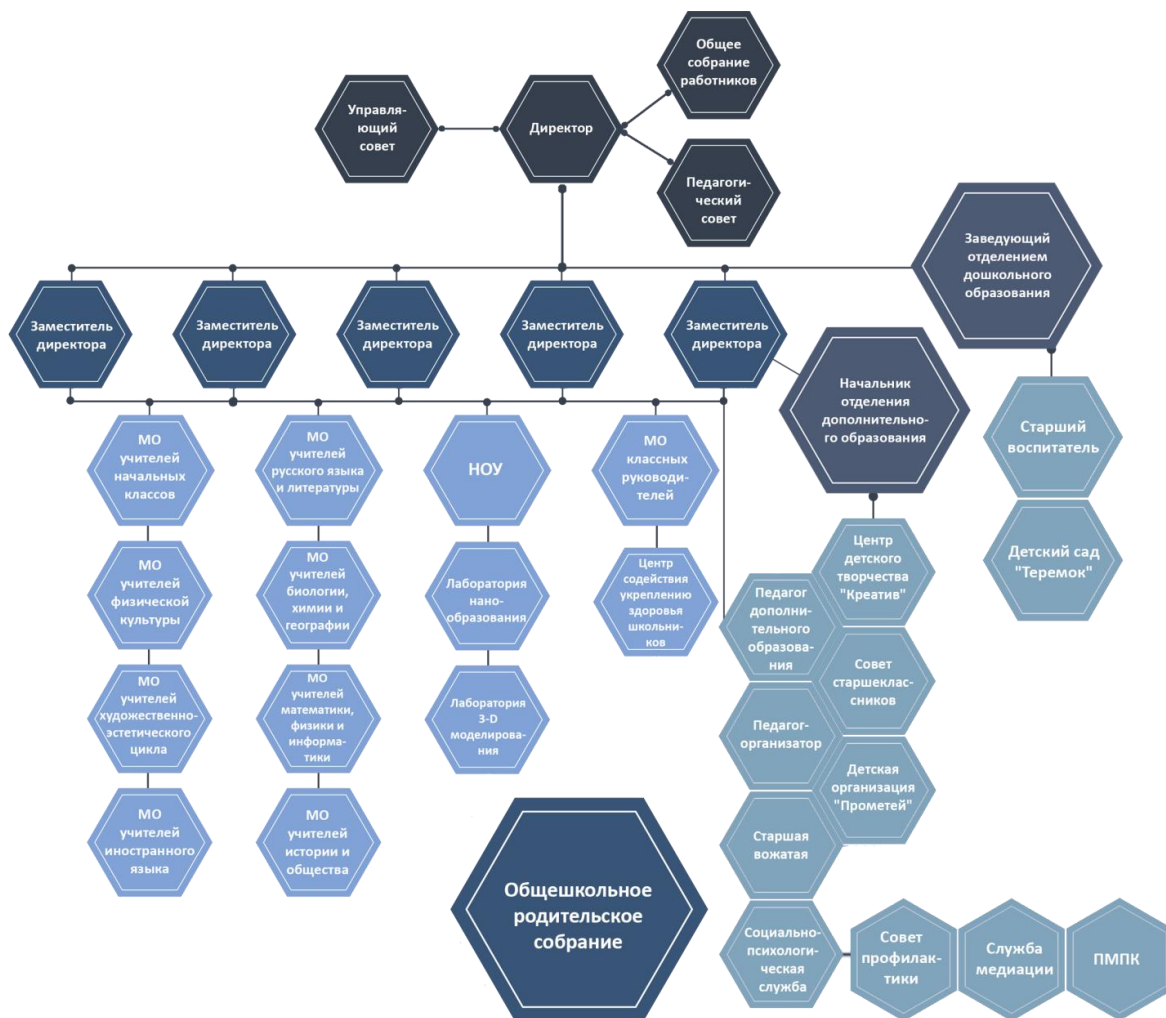 Общее
собрание
работников
Управля-
ющий
совет
Директор
Педагоги-
ческий
совет
Заведующий
отделением
дошкольного
образования
Заместитель
директора
Заместитель
директора
Заместитель
директора
Заместитель
директора
Заместитель
директора
Начальник
отделения
дополнительно-
го образования
Старший
воспитатель
МО
учителей
начальных
классов
МО
учителей
русского языка
и литературы
НОУ
МО
классных
руководи-
телей
Детский сад
"Теремок"
Центр
детского
творчества
"Креатив"
МО
учителей
физической
культуры
МО
учителей
биологии,
химии и
географии
Лаборатория
нано-
образования
Центр
содействия
укреплению
здоровья
школьни-
ков
Педагог
дополни-
тельного
образова-
ния
Совет
старшеклас-
сников
МО
учителей
художественно-
эстетического
цикла
МО
учителей
математики,
физики и
информа-
тики
Лаборатория
3-D
моделирова-
ния
Педагог-
организатор
Детская
организация
"Прометей"
МО
учителей
иностранного
языка
МО
учителей
истории и
общества
Старшая
вожатая
Общешкольное
родительское
собрание
Социально-
психологи-
ческая
служба
Совет
профилак-
тики
Служба
медиации
ПМПК